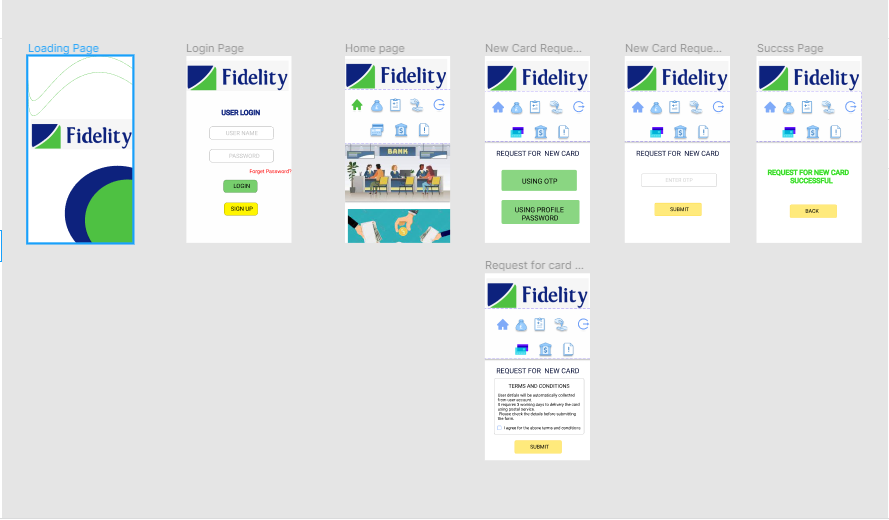 Loading Page
Login Page
Home page
New Card Reque...
New Card Reque...
Succss Page
Fidelity
Fidelity
USER LOGIN
USER NAME
PASSWORD
Forget Password?
LOGIN
SIGN UP
Fidelity
BANK
Fidelity
REQUEST FOR NEW CARD
USING OTP
USING PROFILE
PASSWORD
Fidelity
REQUEST FOR NEW CARD
ENTER OTP
SUBMIT
Fidelity
REQUEST FOR NEW CARD
SUCCESSFUL
BACK
Request for card ...
Fidelity
REQUEST FOR NEW CARD
TERMS AND CONDITIONS
User details will be automatically collected
from user account.
It requires 5 working days to delivery the card
using postal service.
Please check the details before submitting
the form.
I agree for the above terms and conditions
SUBMIT